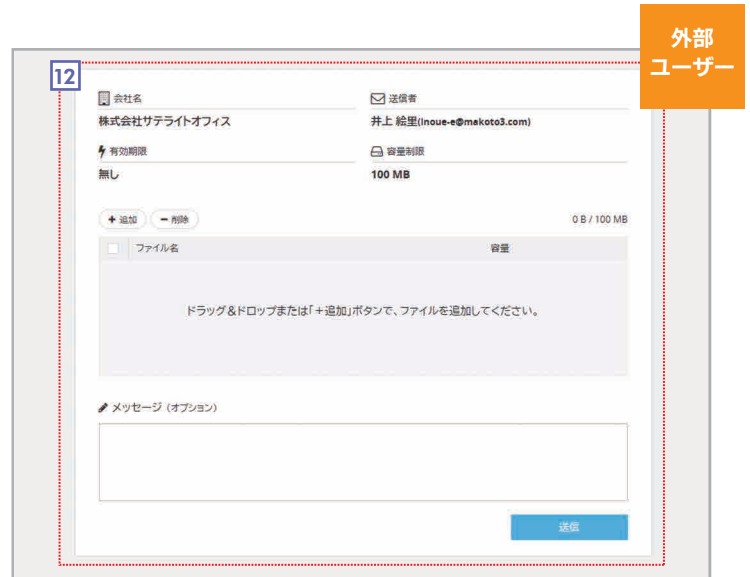 外部
ユーザー
12
会社名
送信者
株式会社サテライトオフィス
井上 絵里(inoue-e@makoto3.com)
有効期限
容量制限
無し
100 MB
+ 追加
− 削除
0 B / 100 MB
ファイル名
容量
ドラッグ&ドロップまたは「+追加」ボタンで、ファイルを追加してください。
メッセージ (オプション)
送信